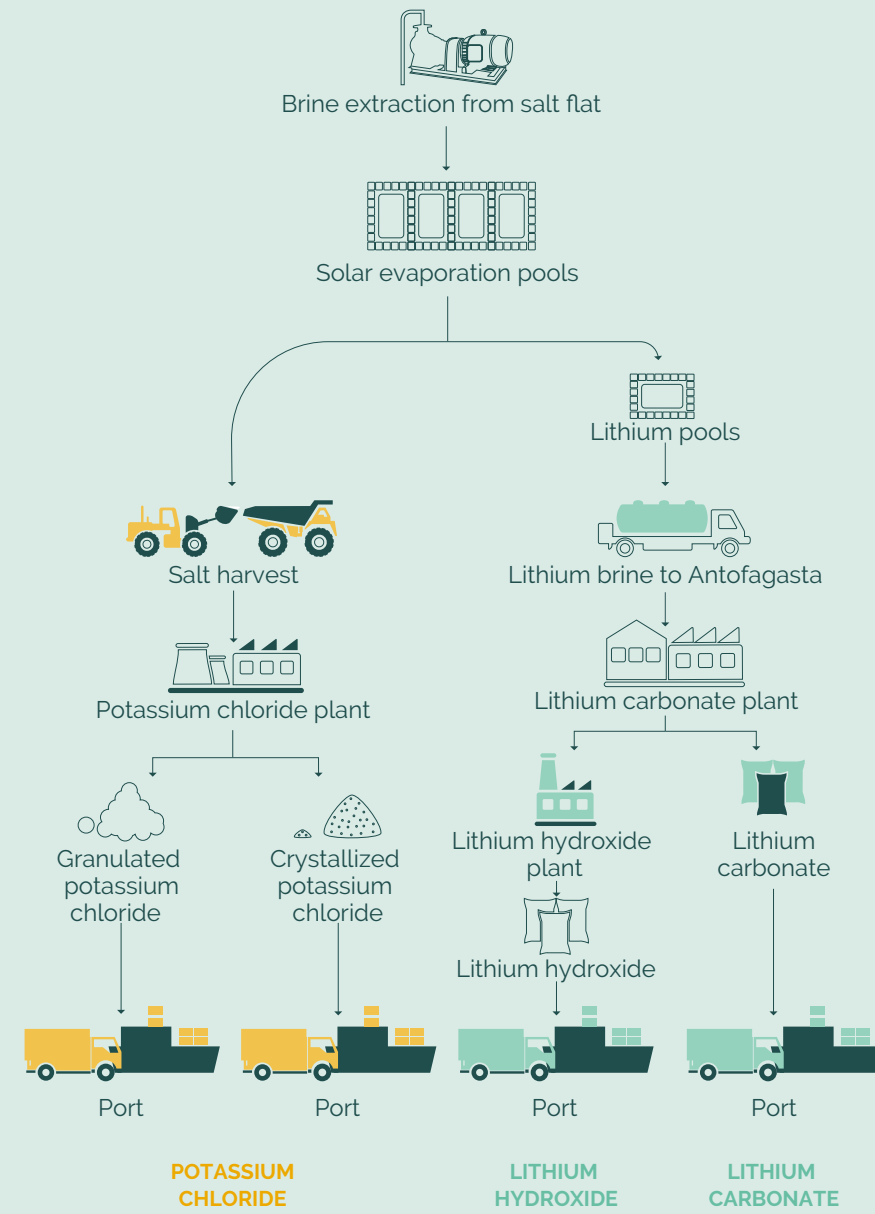 Brine extraction from salt flat
Solar evaporation pools
Lithium pools
Salt harvest
Lithium brine to Antofagasta
Potassium chloride plant
Lithium carbonate plant
Granulated
potassium
chloride
Crystallized
potassium
chloride
Lithium hydroxide
plant
Lithium
carbonate
Lithium hydroxide
Port
Port
Port
Port
POTASSIUM
CHLORIDE
LITHIUM
HYDROXIDE
LITHIUM
CARBONATE